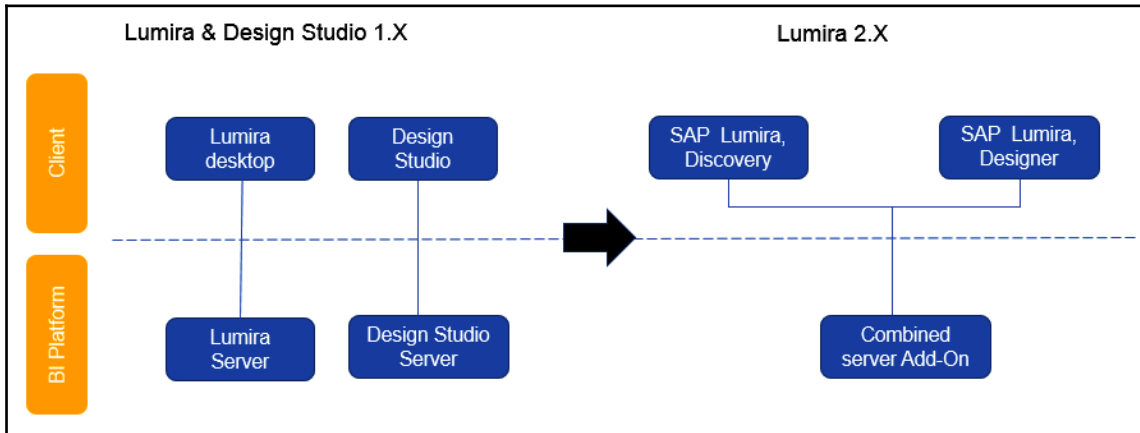 Lumira & Design Studio 1.X
Lumira 2.X
Client
Lumira
desktop
Design
Studio
SAP Lumira,
Discovery
SAP Lumira,
Designer
BI Platform
Lumira
Server
Design Studio
Server
Combined
server Add-On